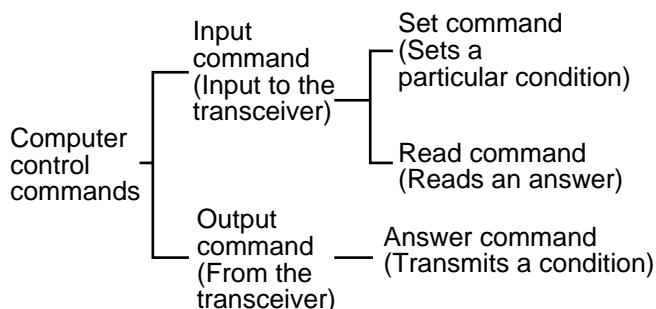 Computer
control
commands
Input
command
(Input to the
transceiver)
Set command
(Sets a
particular condition)
Read command
(Reads an answer)
Output
command
(From the
transceiver)
Answer command
(Transmits a condition)